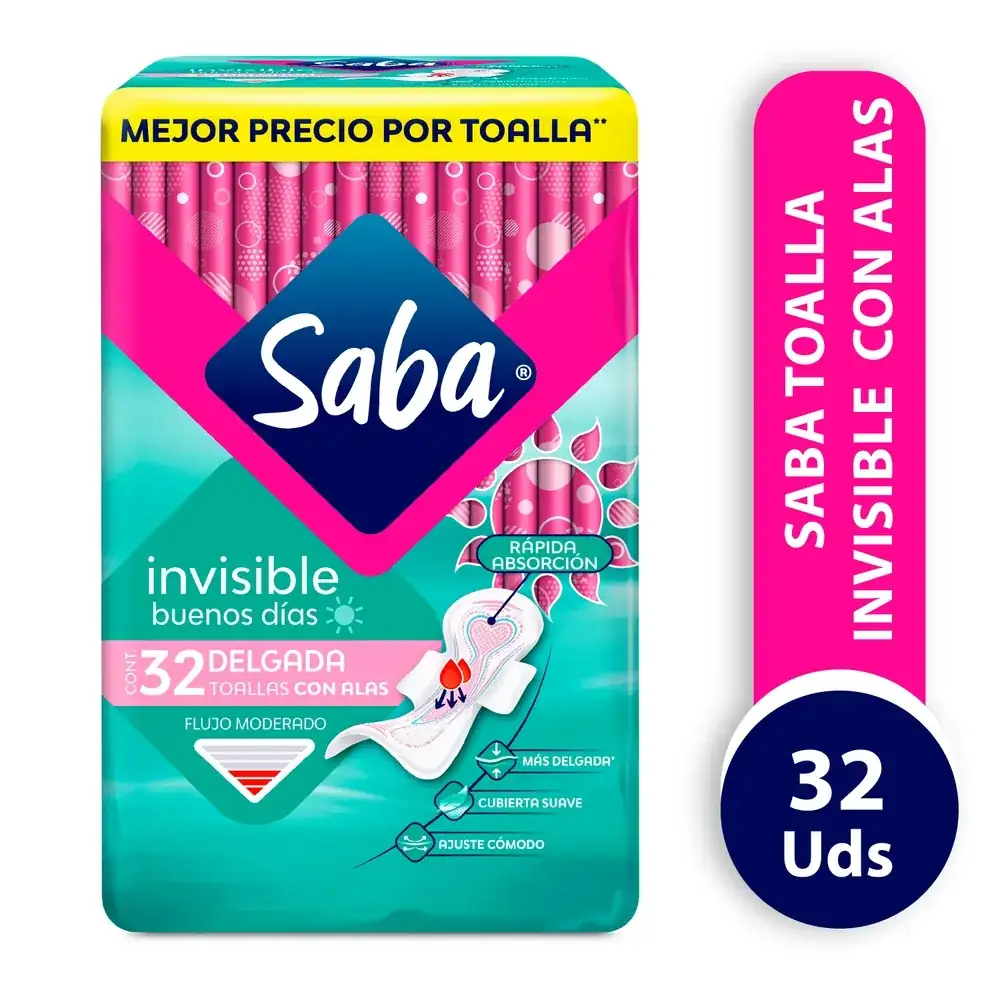 Saba
MEJOR PRECIO POR TOALLA**
Saba®
RÁPIDA
ABSORCIÓN
invisible
buenos días
CONT
32 DELGADA
TOALLAS CON ALAS
FLUJO MODERADO
MÁS DELGADA*
CUBIERTA SUAVE
AJUSTE CÓMODO
SABA TOALLA
INVISIBLE CON ALAS
32
Uds